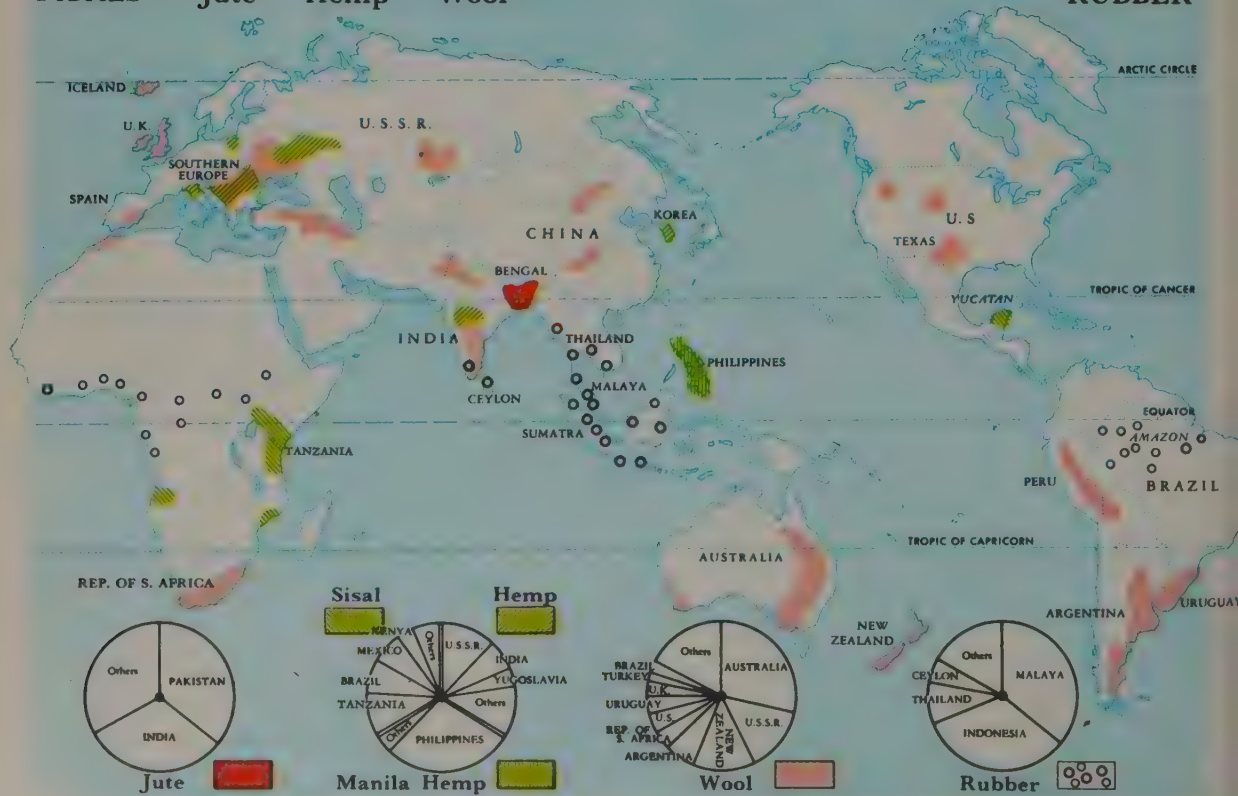 FIBRES Jute Hemp Wool
RUBBER
ARCTIC CIRCLE
ICELAND
U.K.
U.S.S.R.
SOUTHERN
EUROPE
SPAIN
KOREA
CHINA
U.S
TEXAS
BENGAL
TROPIC OF CANCER
YUCATAN
INDIA
THAILAND
PHILIPPINES
MALAYA
CEYLON
EQUATOR
AMAZON
SUMATRA
TANZANIA
PERU
BRAZIL
TROPIC OF CAPRICORN
AUSTRALIA
REP. OF S. AFRICA
ARGENTINA
URUGUAY
NEW
ZEALAND
Sisal
Hemp
Others
PAKISTAN
INDIA
Jute
KENYA
Others
U.S.S.R.
MEXICO
INDIA
BRAZIL
YUGOSLAVIA
TANZANIA
Others
Others
PHILIPPINES
Manila Hemp
Others
AUSTRALIA
BRAZIL
TURKEY
U.K.
URUGUAY
U.S.
U.S.S.R.
REP. OF
S. AFRICA
NEW
ZEALAND
ARGENTINA
Wool
Others
MALAYA
CEYLON
THAILAND
INDONESIA
Rubber